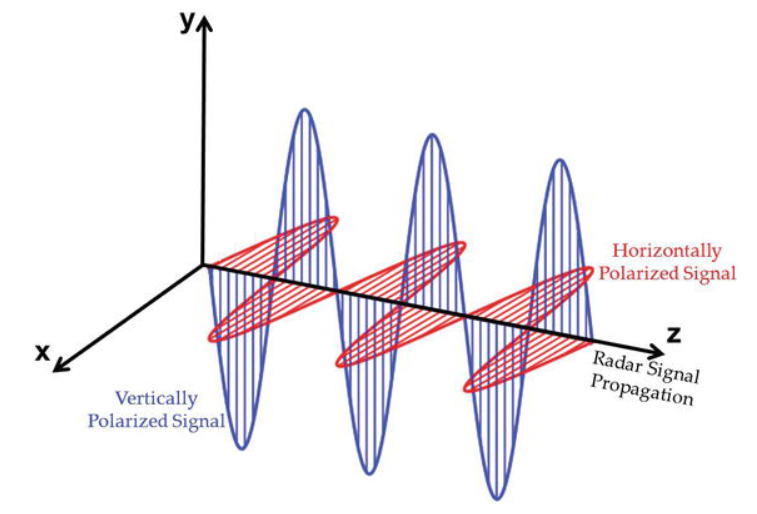 y
Horizontally
Polarized Signal
z
x
Radar Signal
Propagation
Vertically
Polarized Signal